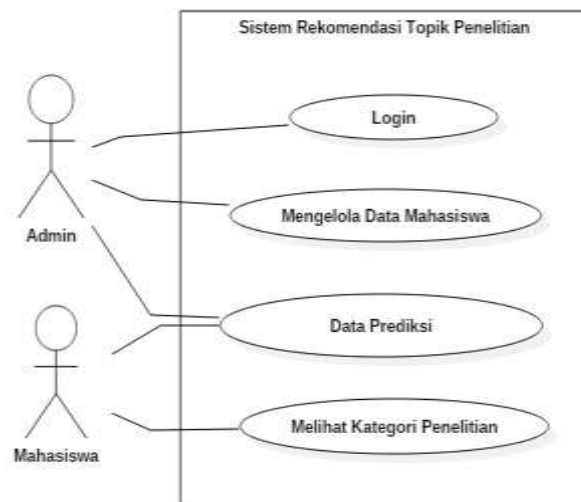 Sistem Rekomendasi Topik Penelitian
Login
Mengelola Data Mahasiswa
Admin
Data Prediksi
Melihat Kategori Penelitian
Mahasiswa